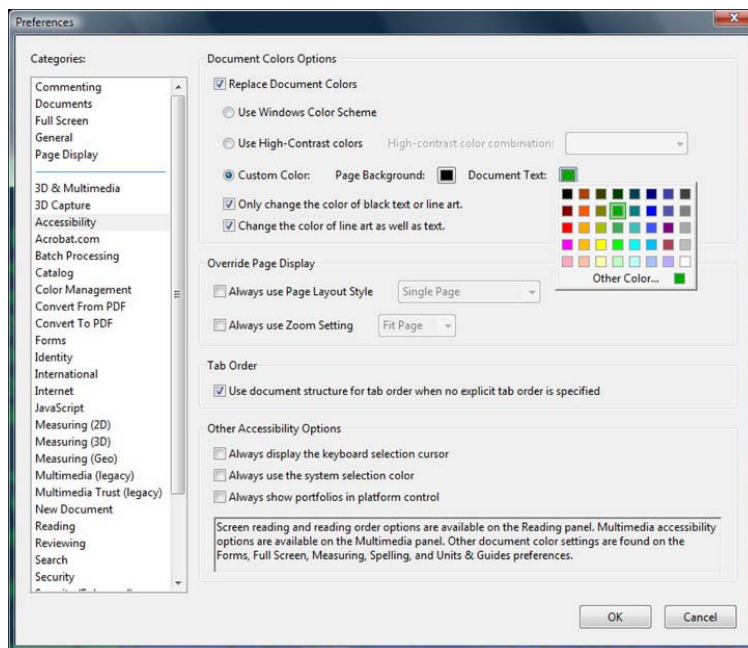 Preferences
Categories:
Commenting
Documents
Full Screen
General
Page Display
3D & Multimedia
3D Capture
Accessibility
Acrobat.com
Batch Processing
Catalog
Color Management
Convert From PDF
Convert To PDF
Forms
Identity
International
Internet
JavaScript
Measuring (2D)
Measuring (3D)
Measuring (Geo)
Multimedia (legacy)
Multimedia Trust (legacy)
New Document
Reading
Reviewing
Search
Security
Document Colors Options
Replace Document Colors
Use Windows Color Scheme
Use High-Contrast colors High-contrast color combination:
Custom Color: Page Background: Document Text:
Only change the color of black text or line art.
Change the color of line art as well as text.
Other Color...
Override Page Display
Always use Page Layout Style Single Page
Always use Zoom Setting Fit Page
Tab Order
Use document structure for tab order when no explicit tab order is specified
Other Accessibility Options
Always display the keyboard selection cursor
Always use the system selection color
Always show portfolios in platform control
Screen reading and reading order options are available on the Reading panel. Multimedia accessibility
options are available on the Multimedia panel. Other document color settings are found on the
Forms, Full Screen, Measuring, Spelling, and Units & Guides preferences.
OK Cancel